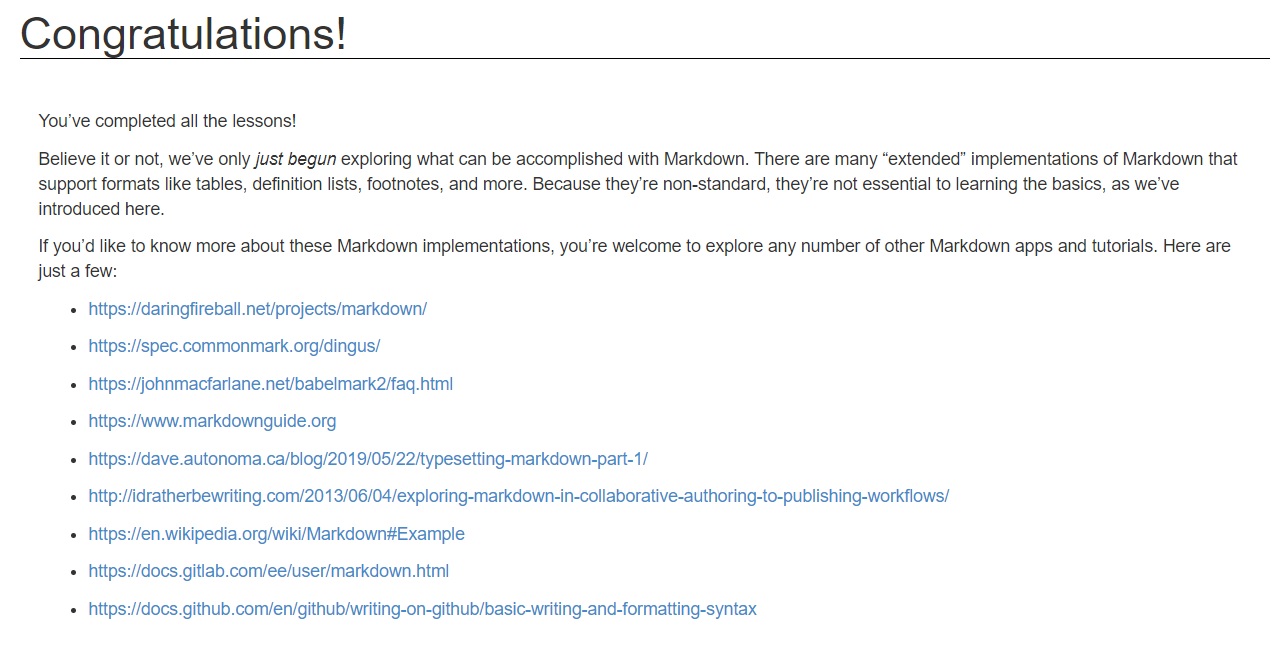 Congratulations!
You’ve completed all the lessons!
Believe it or not, we’ve only just begun exploring what can be accomplished with Markdown. There are many “extended” implementations of Markdown that
support formats like tables, definition lists, footnotes, and more. Because they’re non-standard, they’re not essential to learning the basics, as we’ve
introduced here.
If you’d like to know more about these Markdown implementations, you’re welcome to explore any number of other Markdown apps and tutorials. Here are
just a few:
• https://daringfireball.net/projects/markdown/
• https://spec.commonmark.org/dingus/
• https://johnmacfarlane.net/babelmark2/faq.html
• https://www.markdownguide.org
• https://dave.autonoma.ca/blog/2019/05/22/typesetting-markdown-part-1/
• http://idratherbewriting.com/2013/06/04/exploring-markdown-in-collaborative-authoring-to-publishing-workflows/
• https://en.wikipedia.org/wiki/Markdown#Example
• https://docs.gitlab.com/ee/user/markdown.html
• https://docs.github.com/en/github/writing-on-github/basic-writing-and-formatting-syntax